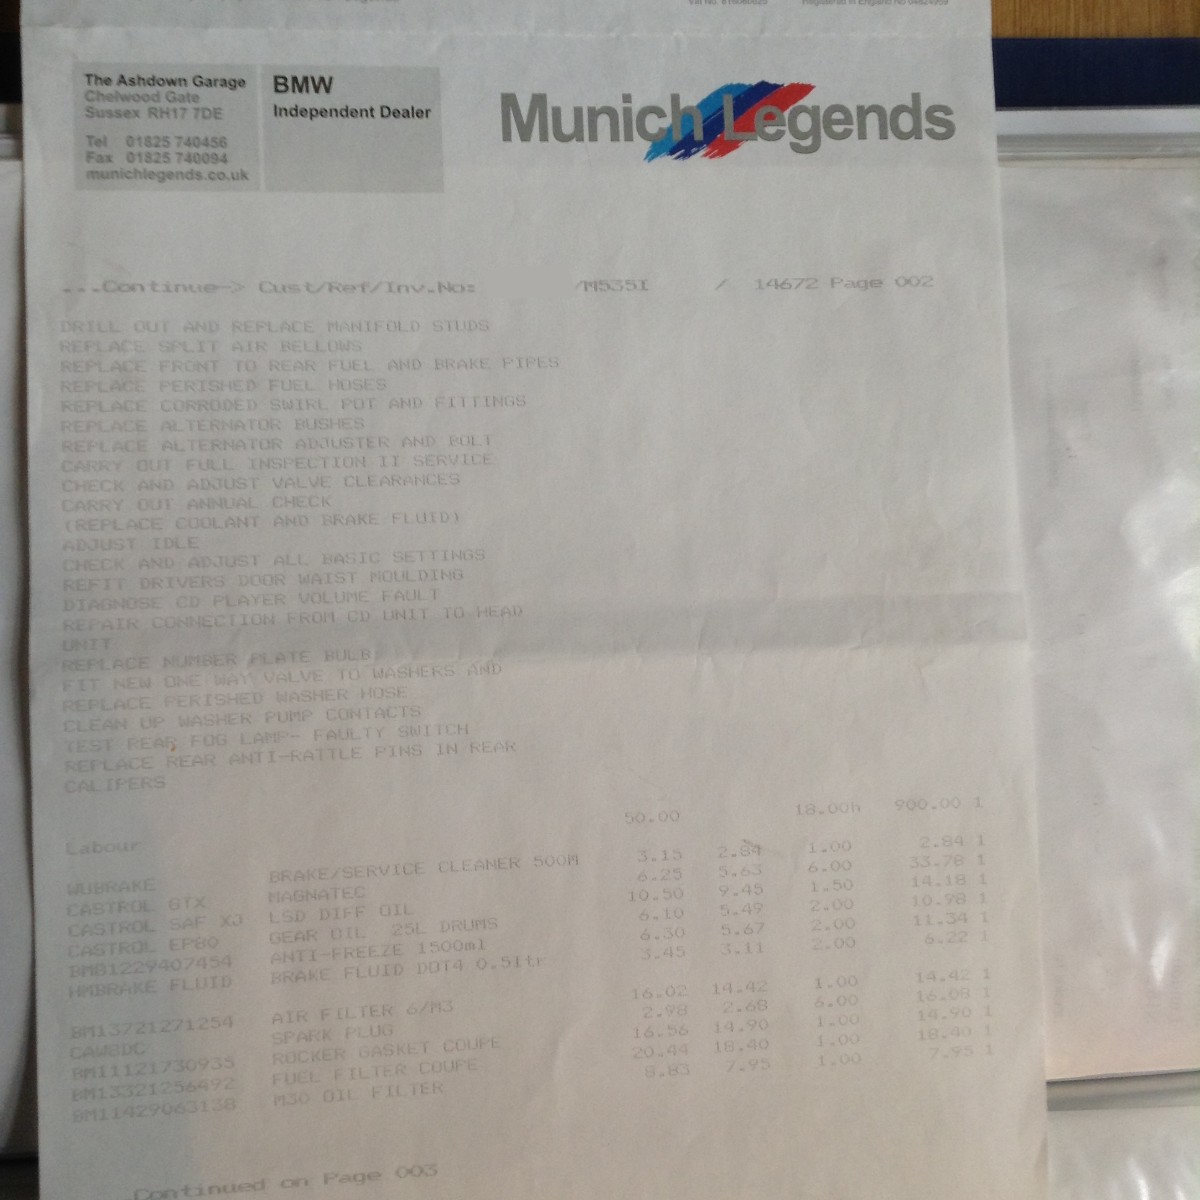 The Ashdown Garage
Chelwood Gate
Sussex RH17 7DE
Tel 01825 740456
Fax 01825 740094
munichlegends.co.uk
BMW
Independent Dealer
Munich Legends
...Continue-> Cust/Ref/Inv.No: /M535I / 14672 Page 002
DRILL OUT AND REPLACE MANIFOLD STUDS
REPLACE SPLIT AIR BELLOWS
REPLACE FRONT TO REAR FUEL AND BRAKE PIPES
REPLACE PERISHED FUEL HOSES
REPLACE CORRODED SWIRL POT AND FITTINGS
REPLACE ALTERNATOR BUSHES
REPLACE ALTERNATOR ADJUSTER AND BOLT
CARRY OUT FULL INSPECTION II SERVICE
CHECK AND ADJUST VALVE CLEARANCES
CARRY OUT ANNUAL CHECK
(REPLACE COOLANT AND BRAKE FLUID)
ADJUST IDLE
CHECK AND ADJUST ALL BASIC SETTINGS
REFIT DRIVERS DOOR WAIST MOULDING
DIAGNOSE CD PLAYER VOLUME FAULT
REPAIR CONNECTION FROM CD UNIT TO HEAD
UNIT
REPLACE NUMBER PLATE BULB
FIT NEW ONE WAY VALVE TO WASHERS AND
REPLACE PERISHED WASHER HOSE
CLEAN UP WASHER PUMP CONTACTS
TEST REAR FOG LAMP- FAULTY SWITCH
REPLACE REAR ANTI-RATTLE PINS IN REAR
CALIPERS
Labour 50.00 18.00h 900.00 1
WUBRAKE BRAKE/SERVICE CLEANER 500M 3.15 2.84 1.00 2.84 1
CASTROL GTX MAGNATEC 6.25 5.63 6.00 33.78 1
CASTROL SAF XJ LSD DIFF OIL 10.50 9.45 1.50 14.18 1
CASTROL EP80 GEAR OIL 25L DRUMS 6.10 5.49 2.00 10.98 1
BM81229407454 ANTI-FREEZE 1500ml 6.30 5.67 2.00 11.34 1
HMBRAKE FLUID BRAKE FLUID DOT4 0.5ltr 3.45 3.11 2.00 6.22 1
BM13721271254 AIR FILTER 6/M3 16.02 14.42 1.00 14.42 1
CAW8DC SPARK PLUG 2.98 2.68 6.00 16.08 1
BM11121730935 ROCKER GASKET COUPE 16.56 14.90 1.00 14.90 1
BM13321256492 FUEL FILTER COUPE 20.44 18.40 1.00 18.40 1
BM11429063138 M30 OIL FILTER 8.83 7.95 1.00 7.95 1
...Continued on Page 003